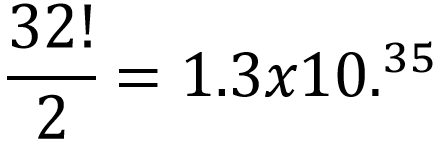 32!
2
= 1.3x10.³⁵